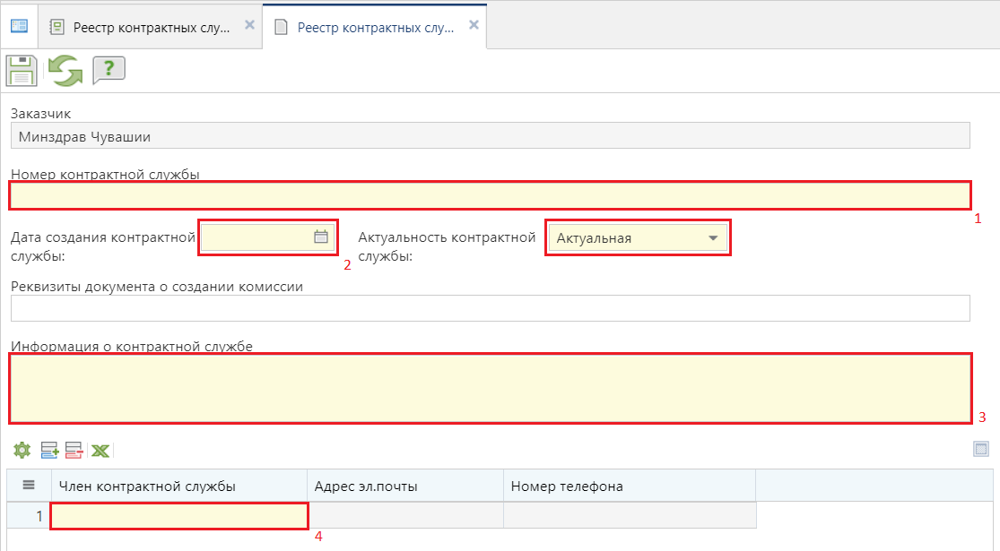 Реестр контрактных слу...
Реестр контрактных слу...
?
Заказчик
Минздрав Чувашии
Номер контрактной службы
1
Дата создания контрактной службы:
2
Актуальность контрактной службы:
Актуальная
Реквизиты документа о создании комиссии
Информация о контрактной службе
3
Член контрактной службы
Адрес эл.почты
Номер телефона
1
4